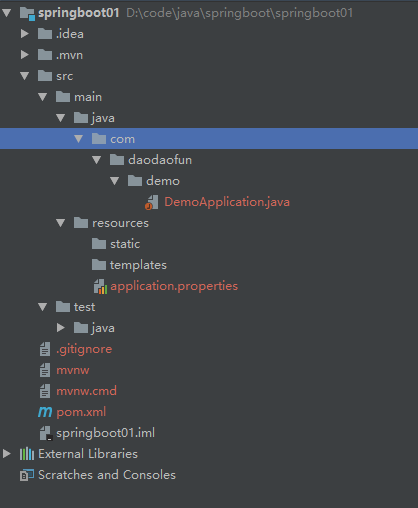 springboot01 D:\code\java\springboot\springboot01
.idea
.mvn
src
main
java
com
daodaofun
demo
DemoApplication.java
resources
static
templates
application.properties
test
java
.gitignore
mvnw
mvnw.cmd
pom.xml
springboot01.iml
External Libraries
Scratches and Consoles